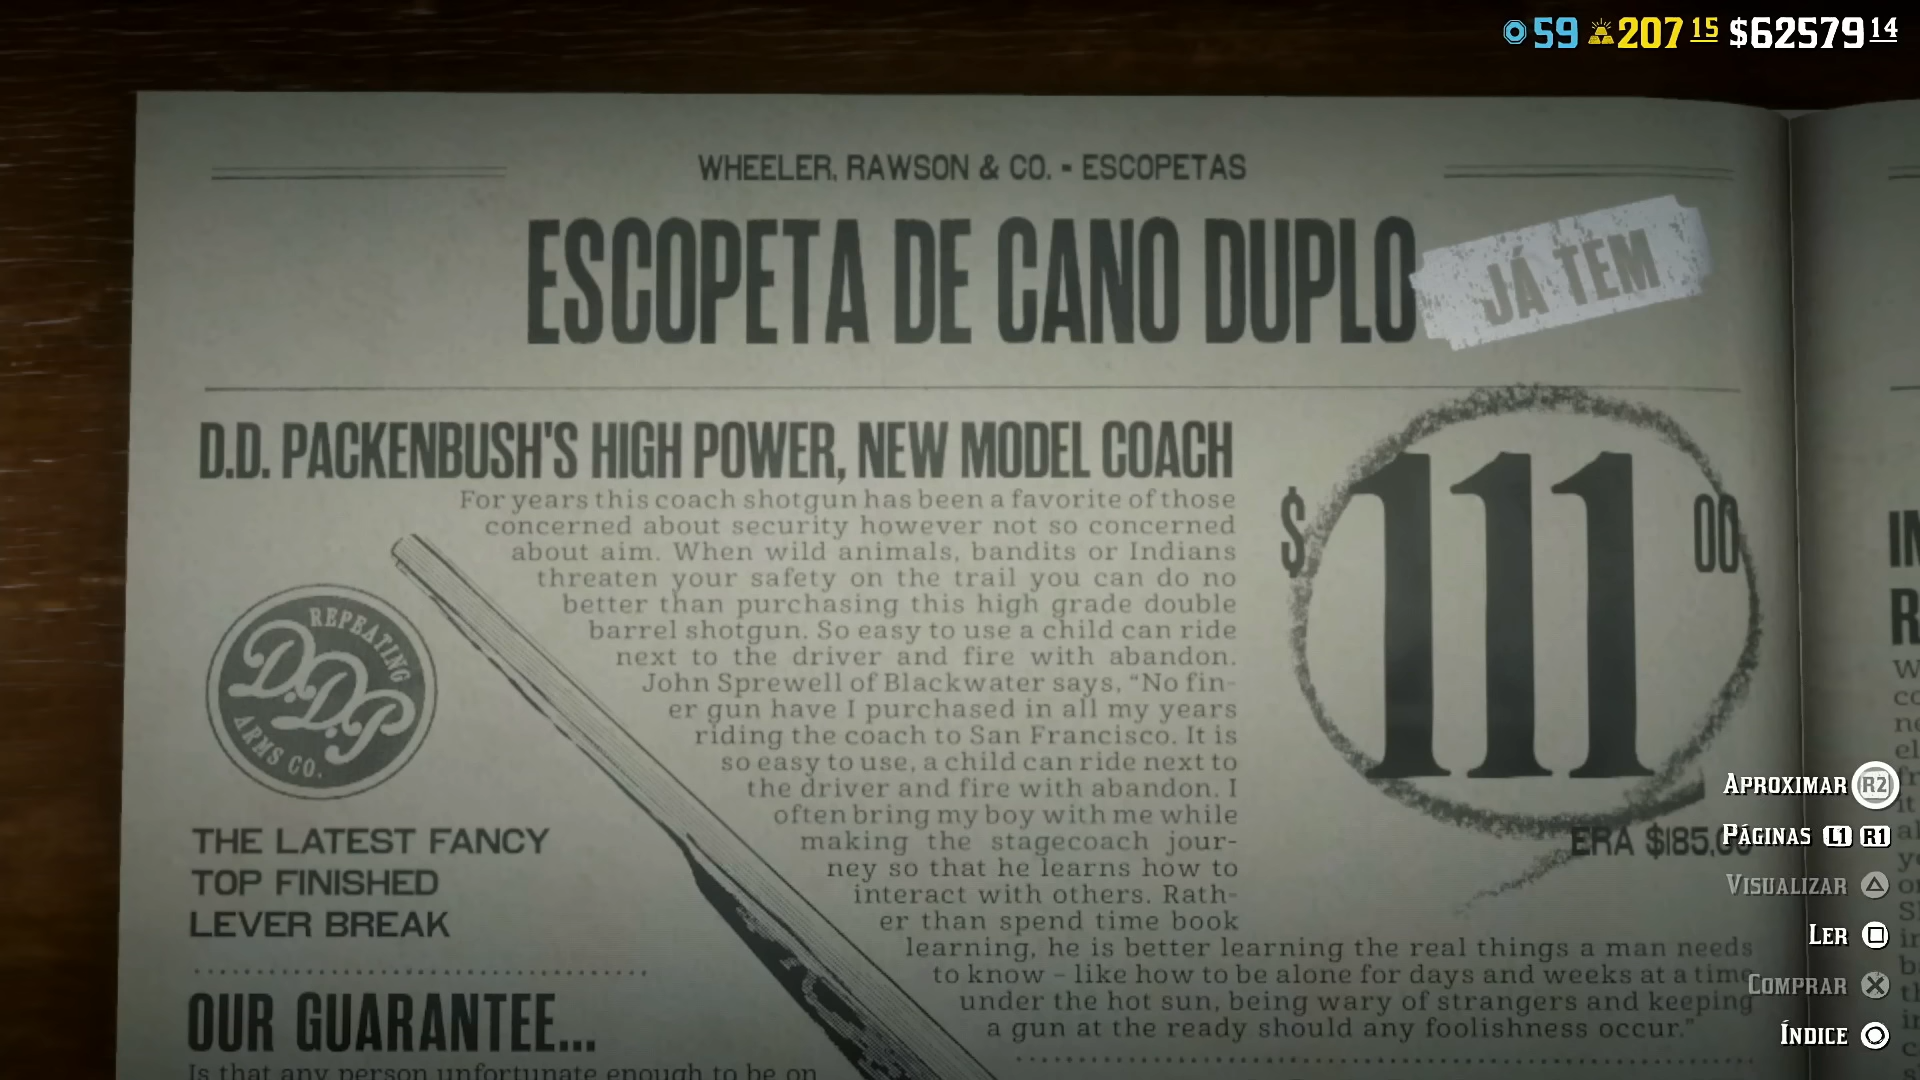 59 207 15 $62579 14
WHEELER, RAWSON & CO. - ESCOPETAS
ESCOPETA DE CANO DUPLO
JÁ TEM
D.D. PACKENBUSH'S HIGH POWER, NEW MODEL COACH
For years this coach shotgun has been a favorite of those
concerned about security however not so concerned
about aim. When wild animals, bandits or Indians
threaten your safety on the trail you can do no
better than purchasing this high grade double
barrel shotgun. So easy to use a child can ride
next to the driver and fire with abandon.
John Sprewell of Blackwater says, “No fin-
er gun have I purchased in all my years
riding the coach to San Francisco. It is
so easy to use, a child can ride next to
the driver and fire with abandon. I
often bring my boy with me while
making the stagecoach jour-
ney so that he learns how to
interact with others. Rath-
er than spend time book
learning, he is better learning the real things a man needs
to know – like how to be alone for days and weeks at a time
under the hot sun, being wary of strangers and keeping
a gun at the ready should any foolishness occur.”
$111 00
ERA $185.00
REPEATING
D.D.P
ARMS CO.
THE LATEST FANCY
TOP FINISHED
LEVER BREAK
OUR GUARANTEE...
Is that any person unfortunate enough to be on
APROXIMAR R2
PÁGINAS L1 R1
VISUALIZAR
LER
COMPRAR
ÍNDICE